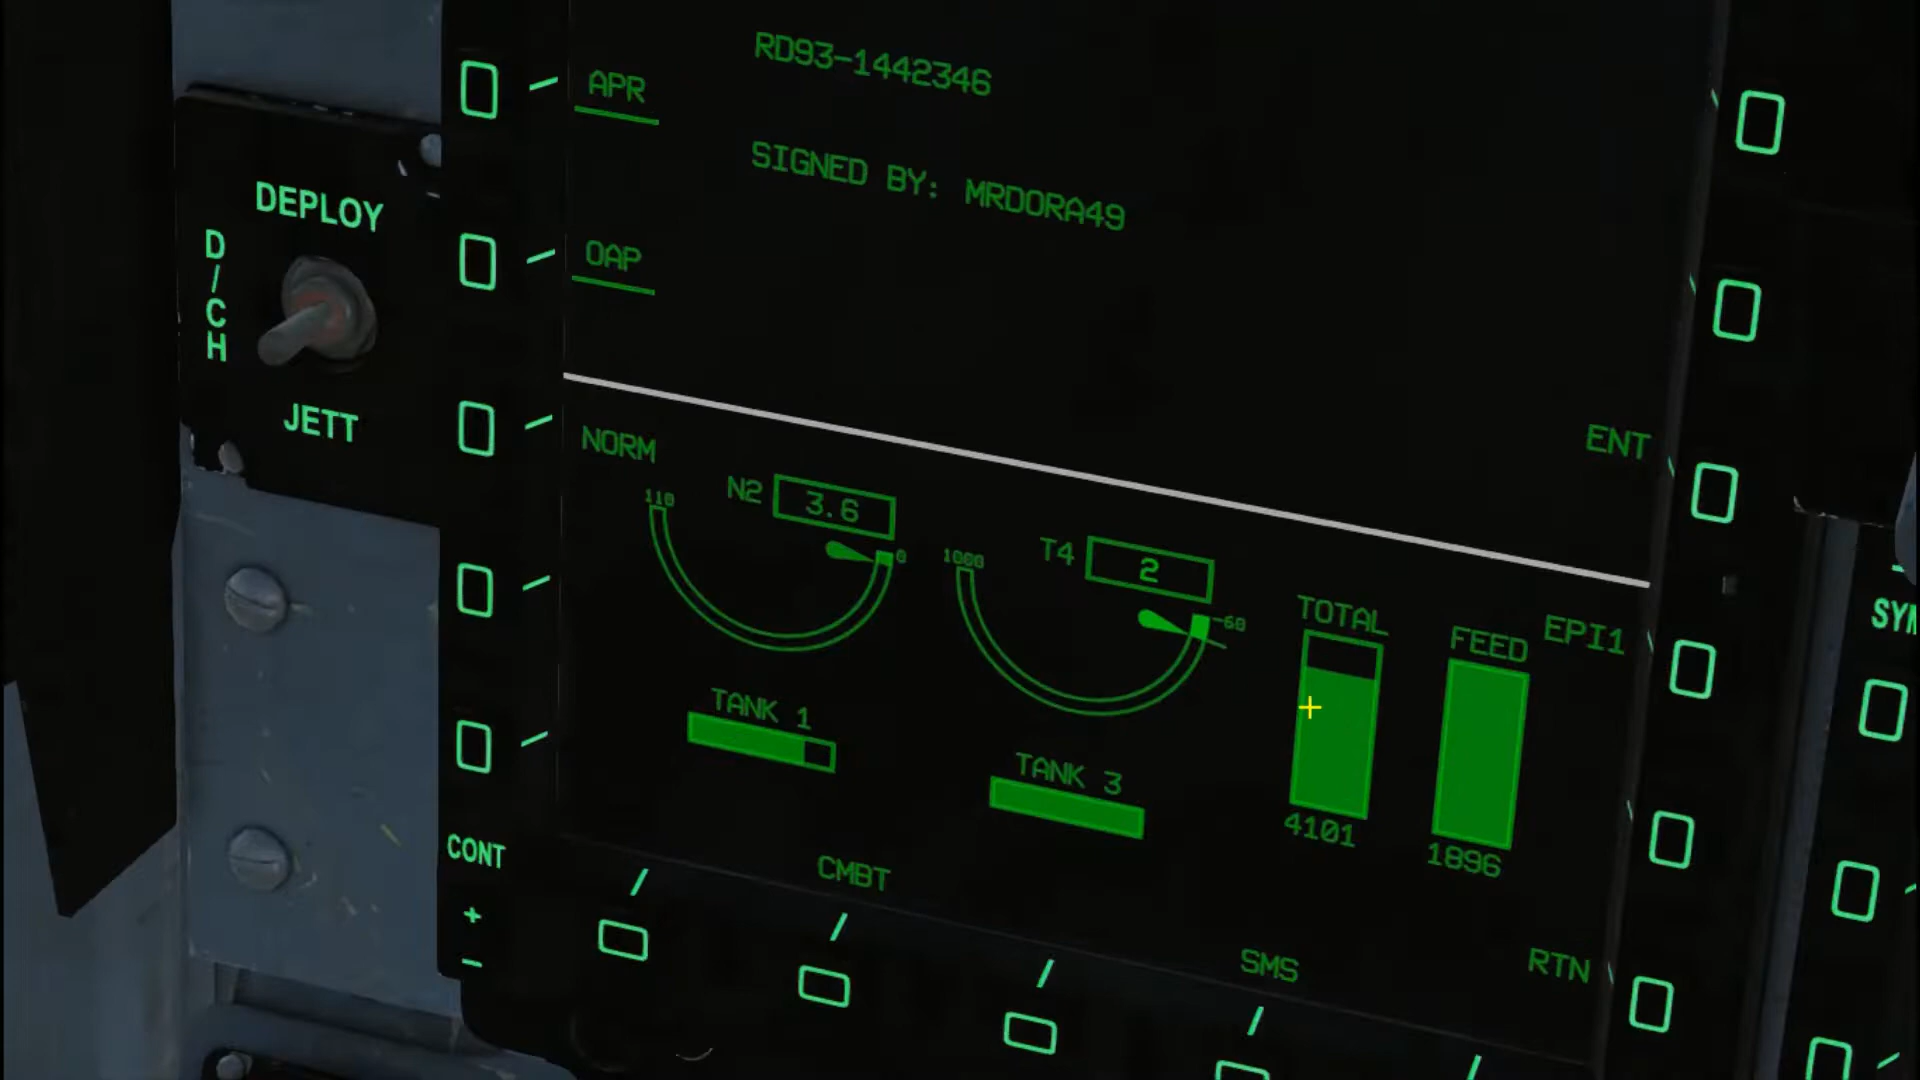 RD93-1442346
APR
SIGNED BY: MRDORA49
DEPLOY
D/CH
OAP
JETT
NORM
ENT
110
N2 3.6
0
1000
T4 2
-60
TOTAL
FEED
EPI1
SYM
TANK 1
TANK 3
4101
1896
CONT
+
-
CMBT
SMS
RTN